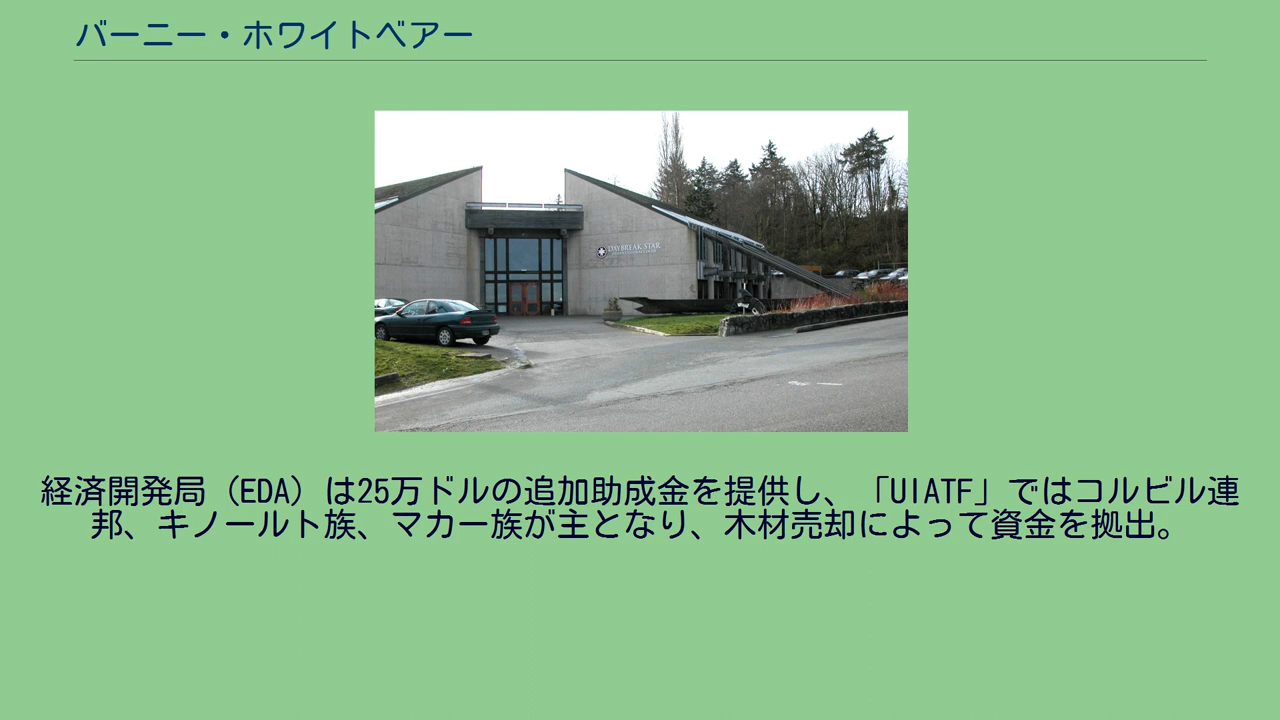 バーニー・ホワイトベアー
DAYBREAK STAR
経済開発局（EDA）は25万ドルの追加助成金を提供し、「UIATF」ではコルビル連
邦、キノールト族、マカー族が主となり、木材売却によって資金を拠出。